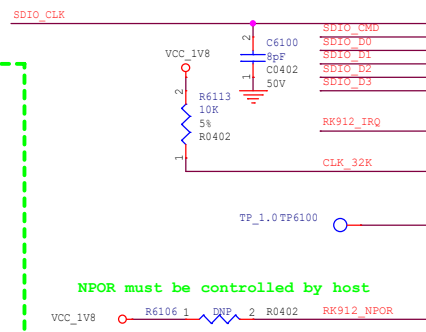 SDIO_CLK
2
C6100
8pF
1
C0402
50V
SDIO_CMD
SDIO_D0
SDIO_D1
SDIO_D2
SDIO_D3
VCC_1V8
2
R6113
10K
5%
R0402
1
RK912_IRQ
CLK_32K
TP_1.0 TP6100
NPOR must be controlled by host
VCC_1V8 R6106 1 DNP 2 R0402 RK912_NPOR